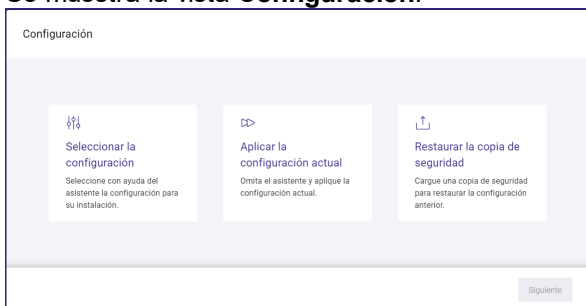 Se muestra la vista Configuración.
Configuración
Seleccionar la
configuración
Seleccione con ayuda del
asistente la configuración para
su instalación.
Aplicar la
configuración actual
Omita el asistente y aplique la
configuración actual.
Restaurar la copia de
seguridad
Cargue una copia de seguridad
para restaurar la configuración
anterior.
Siguiente